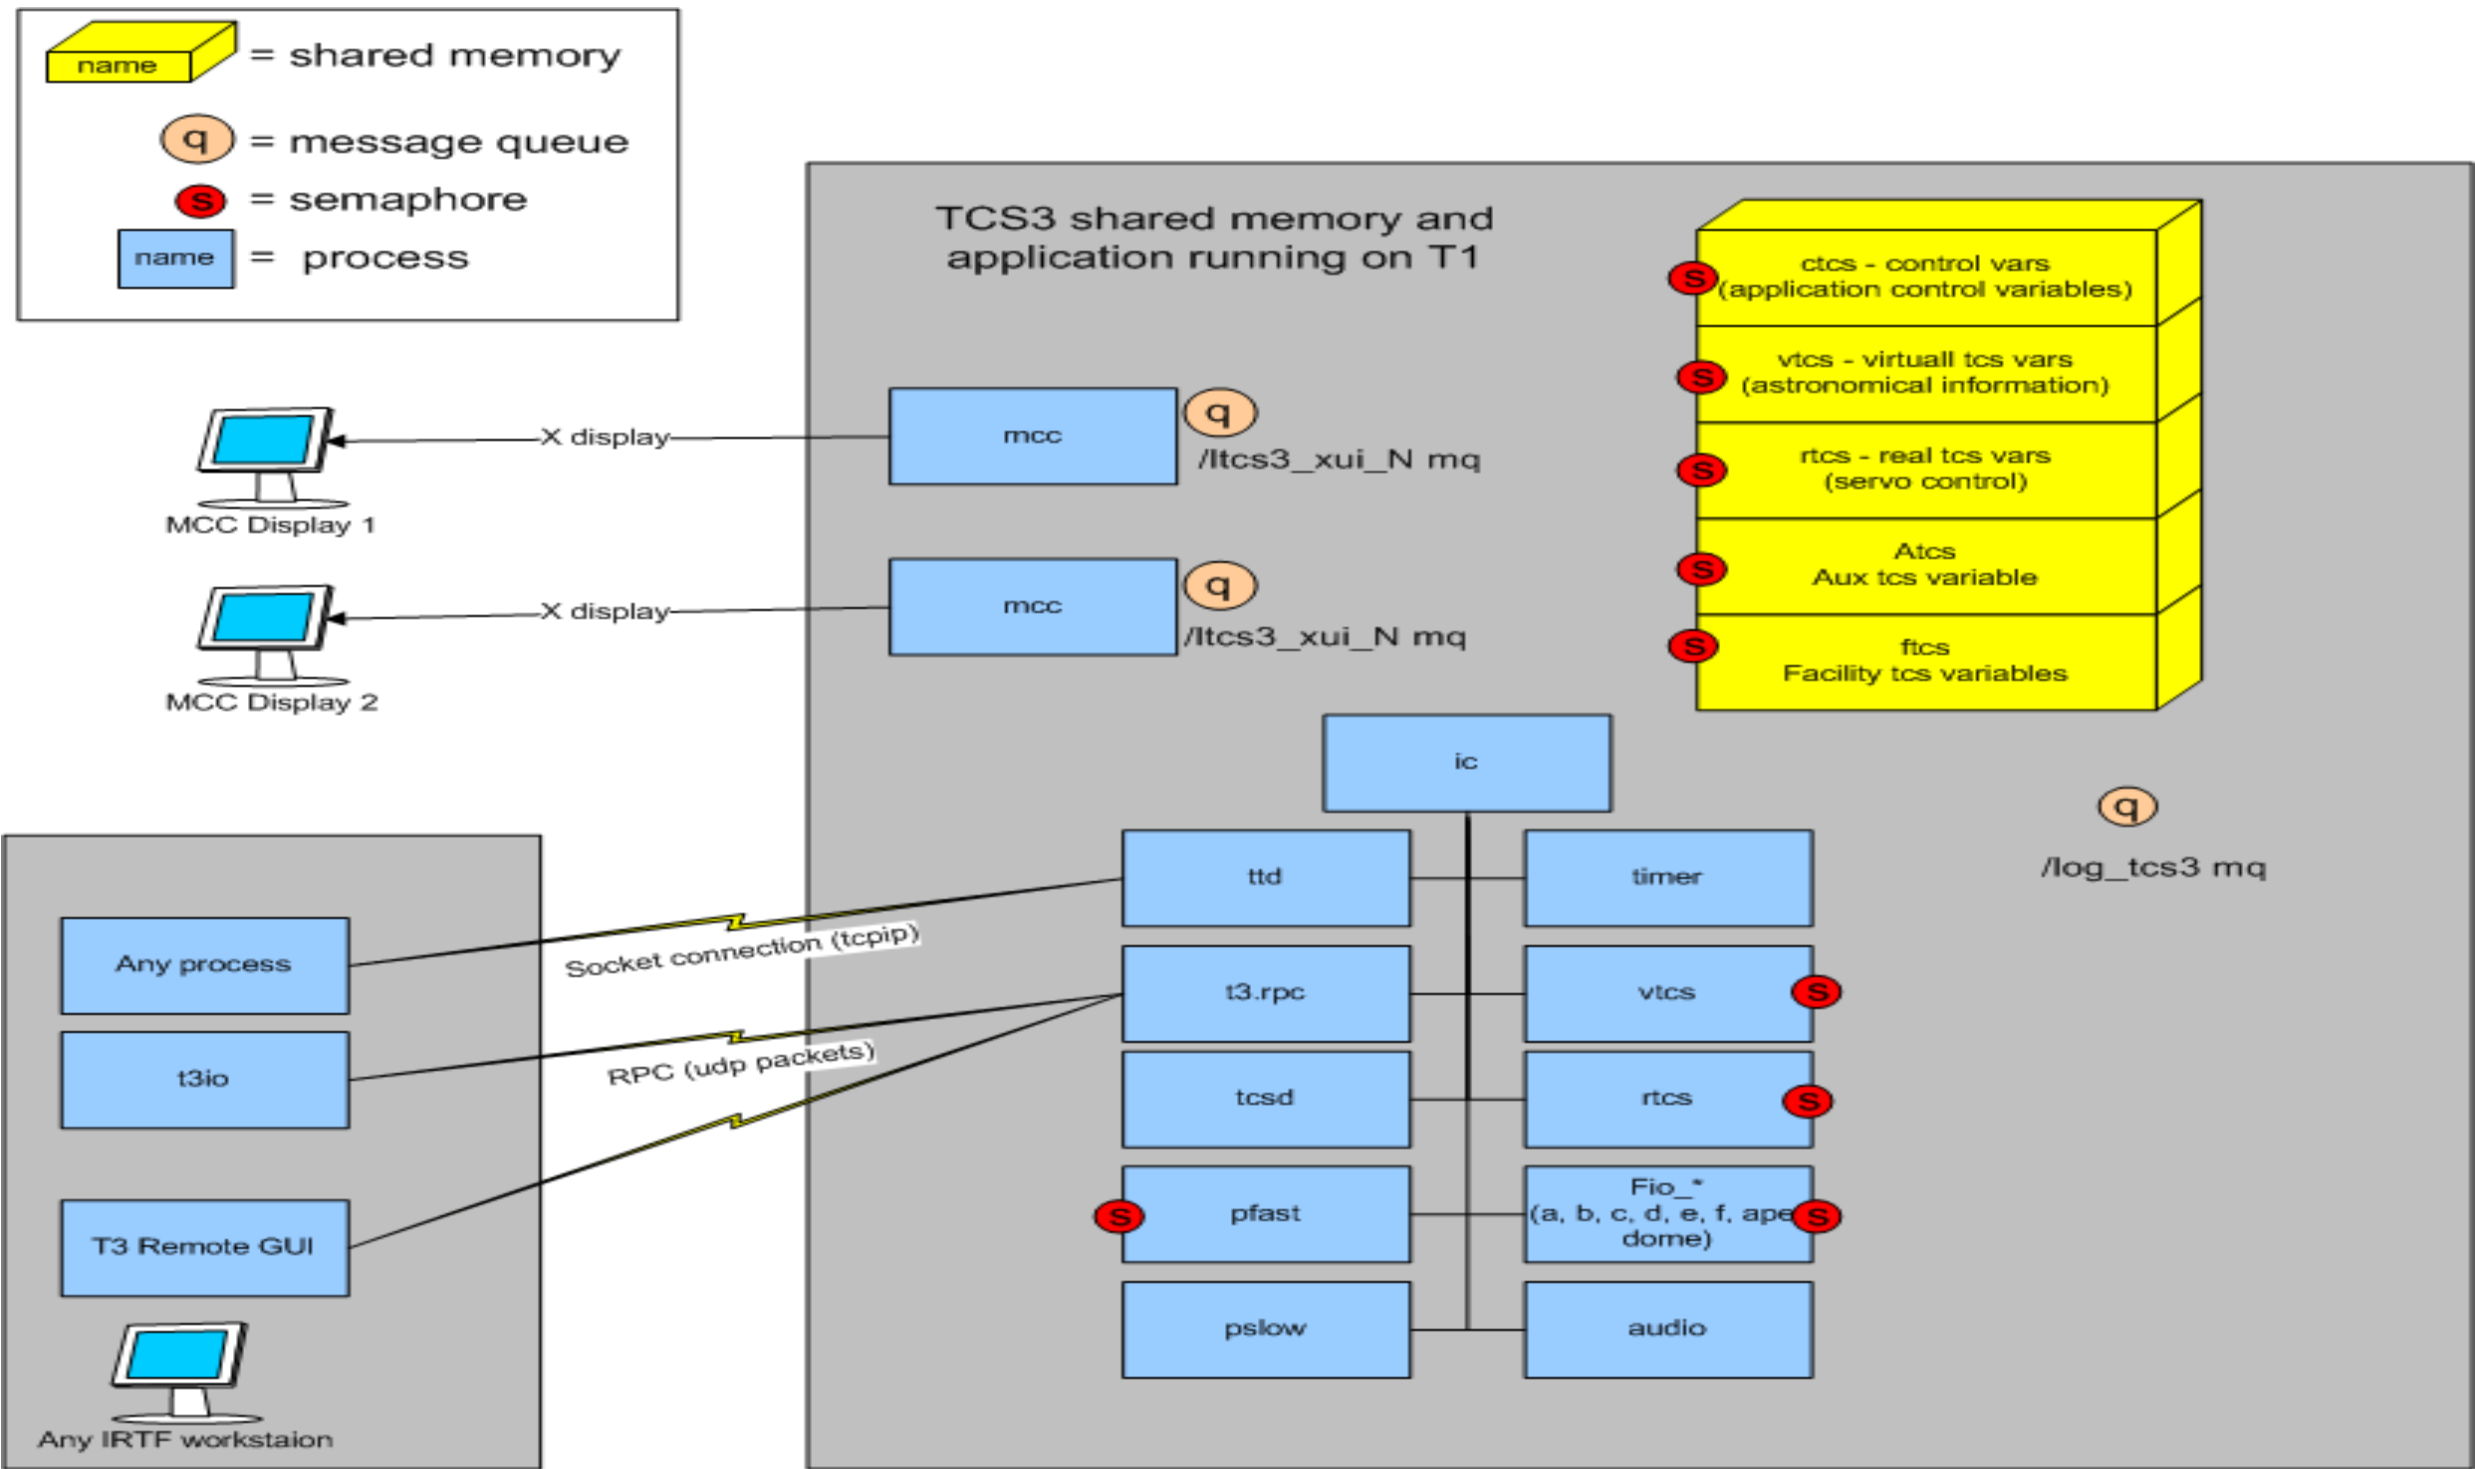 name = shared memory
q = message queue
s = semaphore
name = process
TCS3 shared memory and
application running on T1
s ctcs - control vars
(application control variables)
s vtcs - virtuall tcs vars
(astronomical information)
s rtcs - real tcs vars
(servo control)
s Atcs
Aux tcs variable
s ftcs
Facility tcs variables
MCC Display 1
X display
mcc
q
/ltcs3_xui_N mq
MCC Display 2
X display
mcc
q
/ltcs3_xui_N mq
ic
q
/log_tcs3 mq
ttd
timer
t3.rpc
vtcs
s
tcsd
rtcs
s
s
pfast
Fio_*
(a, b, c, d, e, f, ape
dome)
s
pslow
audio
Socket connection (tcpip)
RPC (udp packets)
Any process
t3io
T3 Remote GUI
Any IRTF workstaion